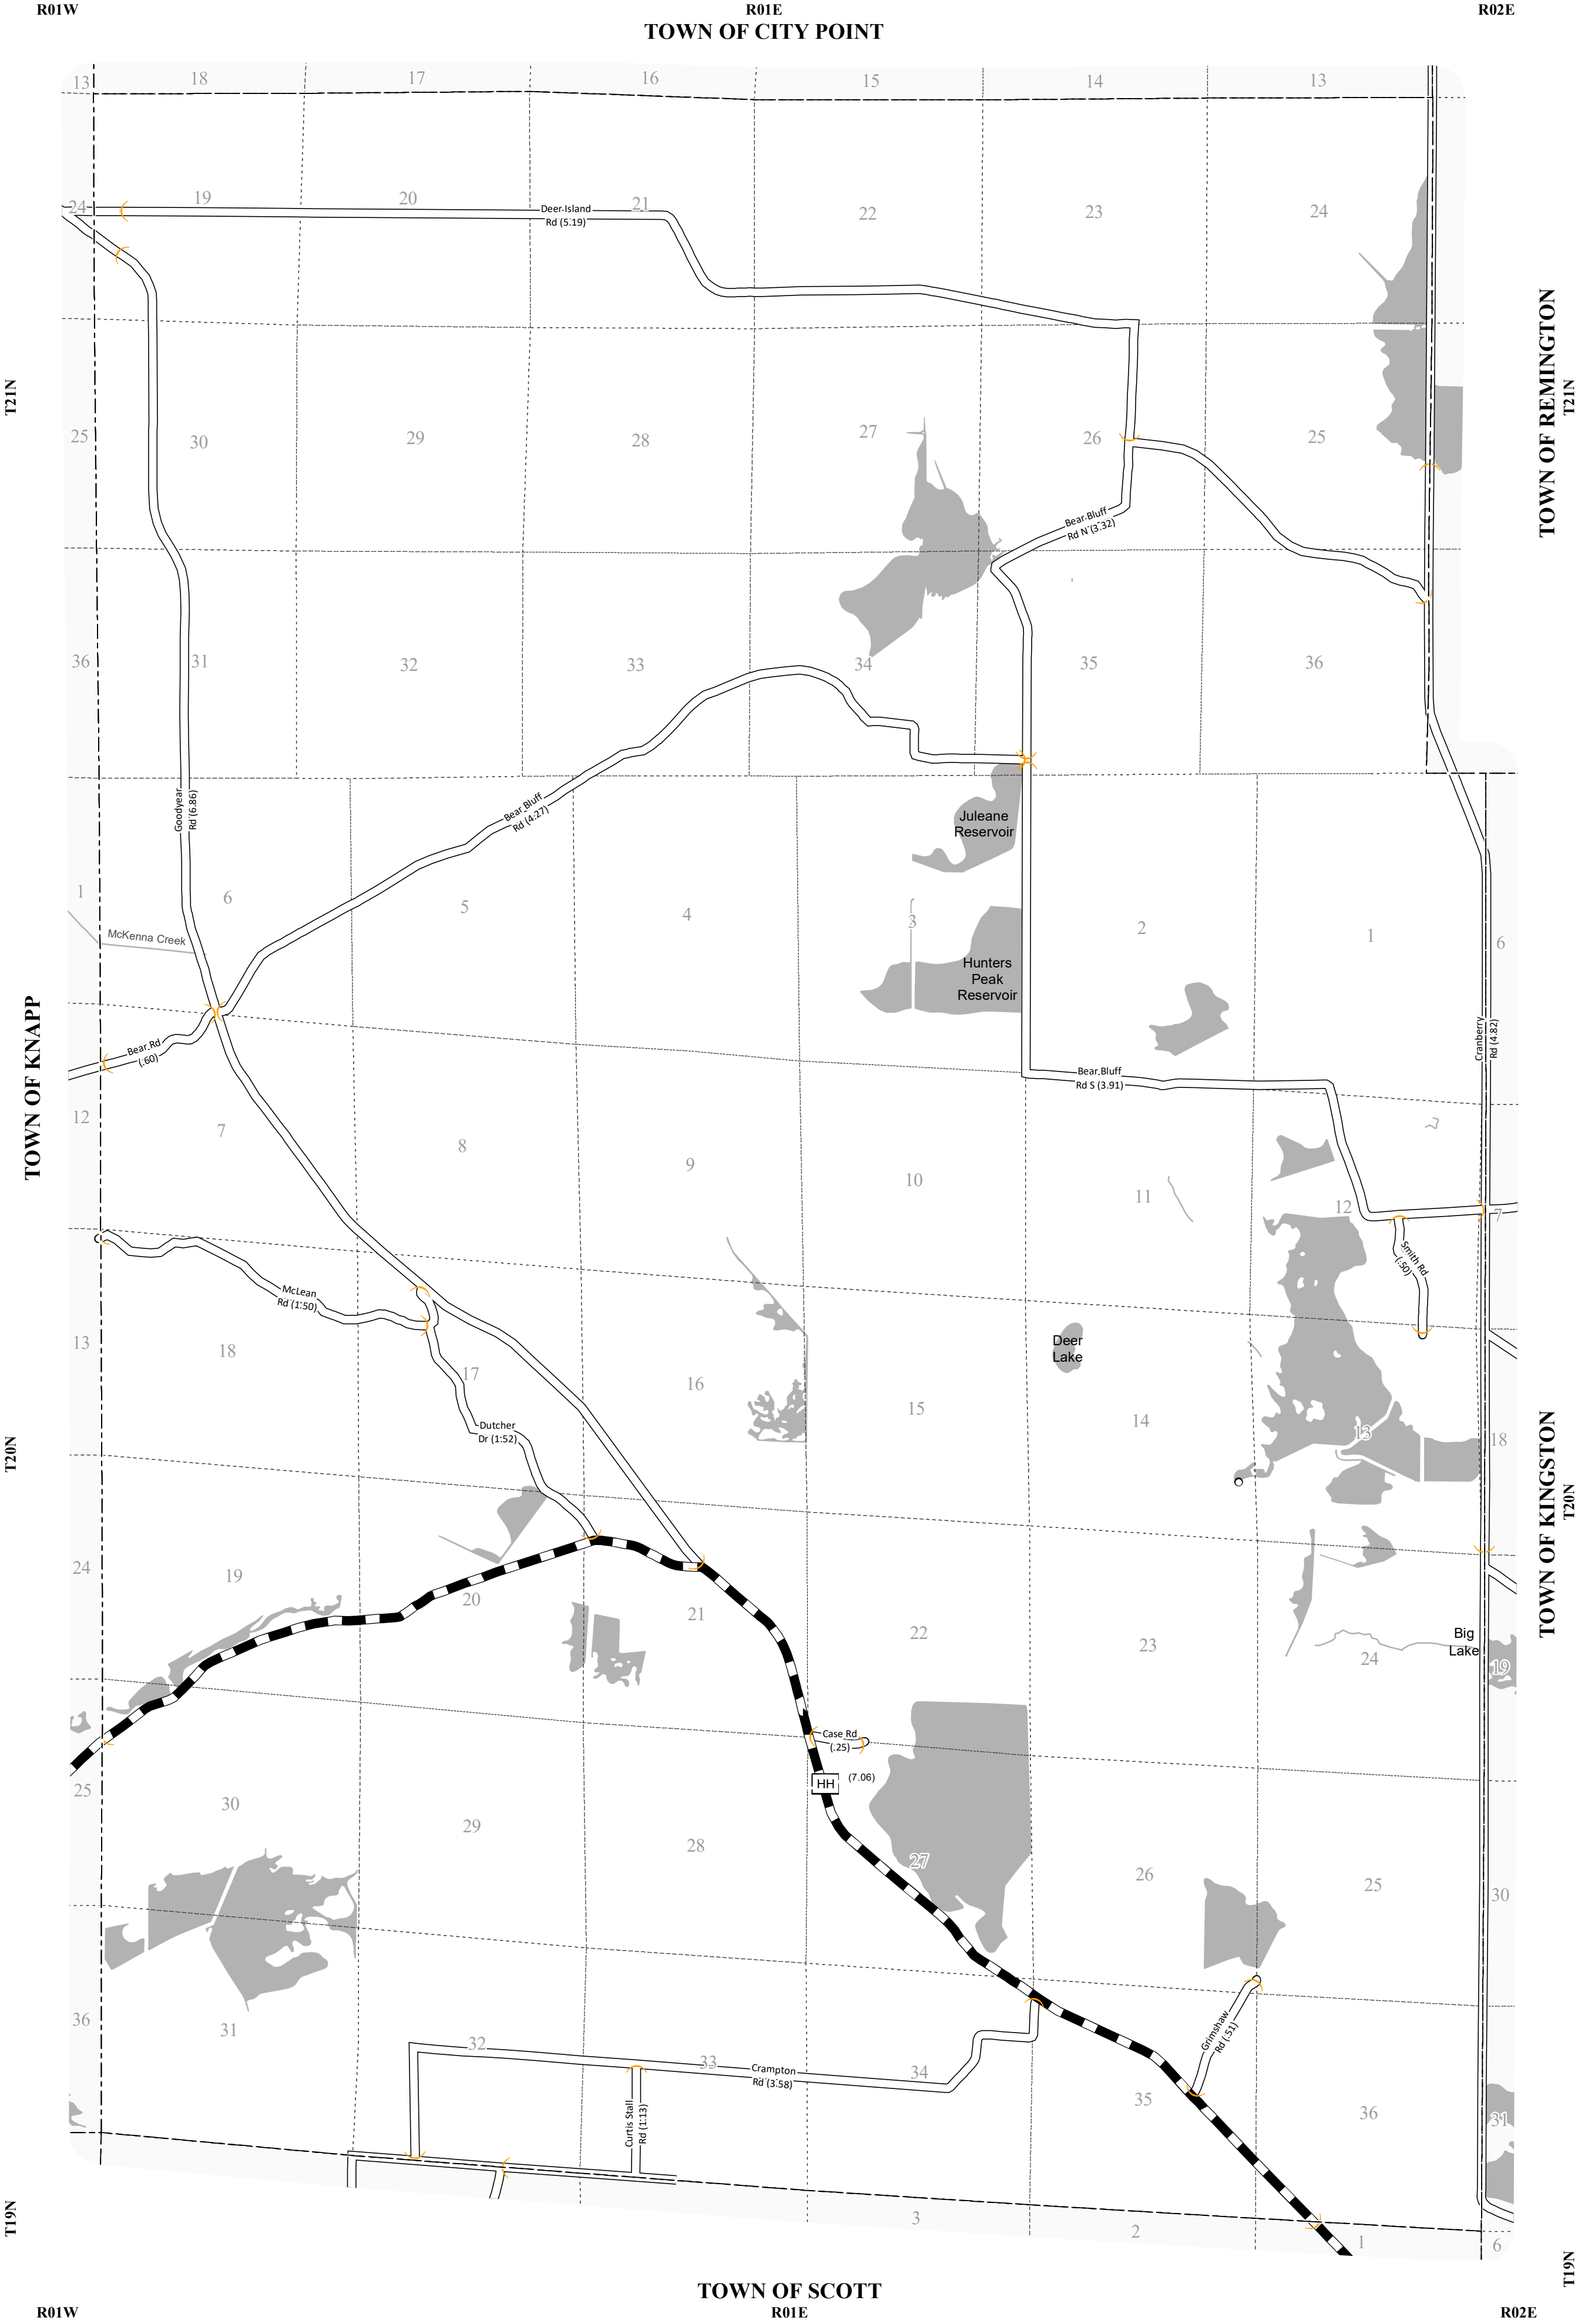 R01W R01E R02E
TOWN OF CITY POINT
13 18 17 16 15 14 13
24 19 20 21 22 23 24
Deer Island
Rd (5.19)
TOWN OF REMINGTON
T21N T21N
25 30 29 28 27 26 25
Bear Bluff
Rd N (3.32)
36 31 32 33 34 35 36
Goodyear
Rd (6.86)
Bear Bluff
Rd (4.27)
Juleane
Reservoir
1 6 5 4 3 2 1 6
McKenna Creek
Hunters
Peak
Reservoir
TOWN OF KNAPP
Bear Rd
(.60)
Cranberry
Rd (4.82)
Bear Bluff
Rd S (3.91)
12 7 8 9 10 11 12 7
Smith Rd
(.50)
McLean
Rd (1.50)
Deer
Lake
13 18 17 16 15 14 13 18
Dutcher
Dr (1.52)
T20N T20N
TOWN OF KINGSTON
24 19 20 21 22 23 24 19
Big
Lake
Case Rd
(.25)
HH (7.06)
25 30 29 28 27 26 25 30
Grimshaw
Rd (.51)
36 31 32 33 34 35 36 31
Crampton
Rd (3.58)
Curtis Stall
Rd (1.13)
T19N T19N
3 2 1 6
TOWN OF SCOTT
R01W R01E R02E